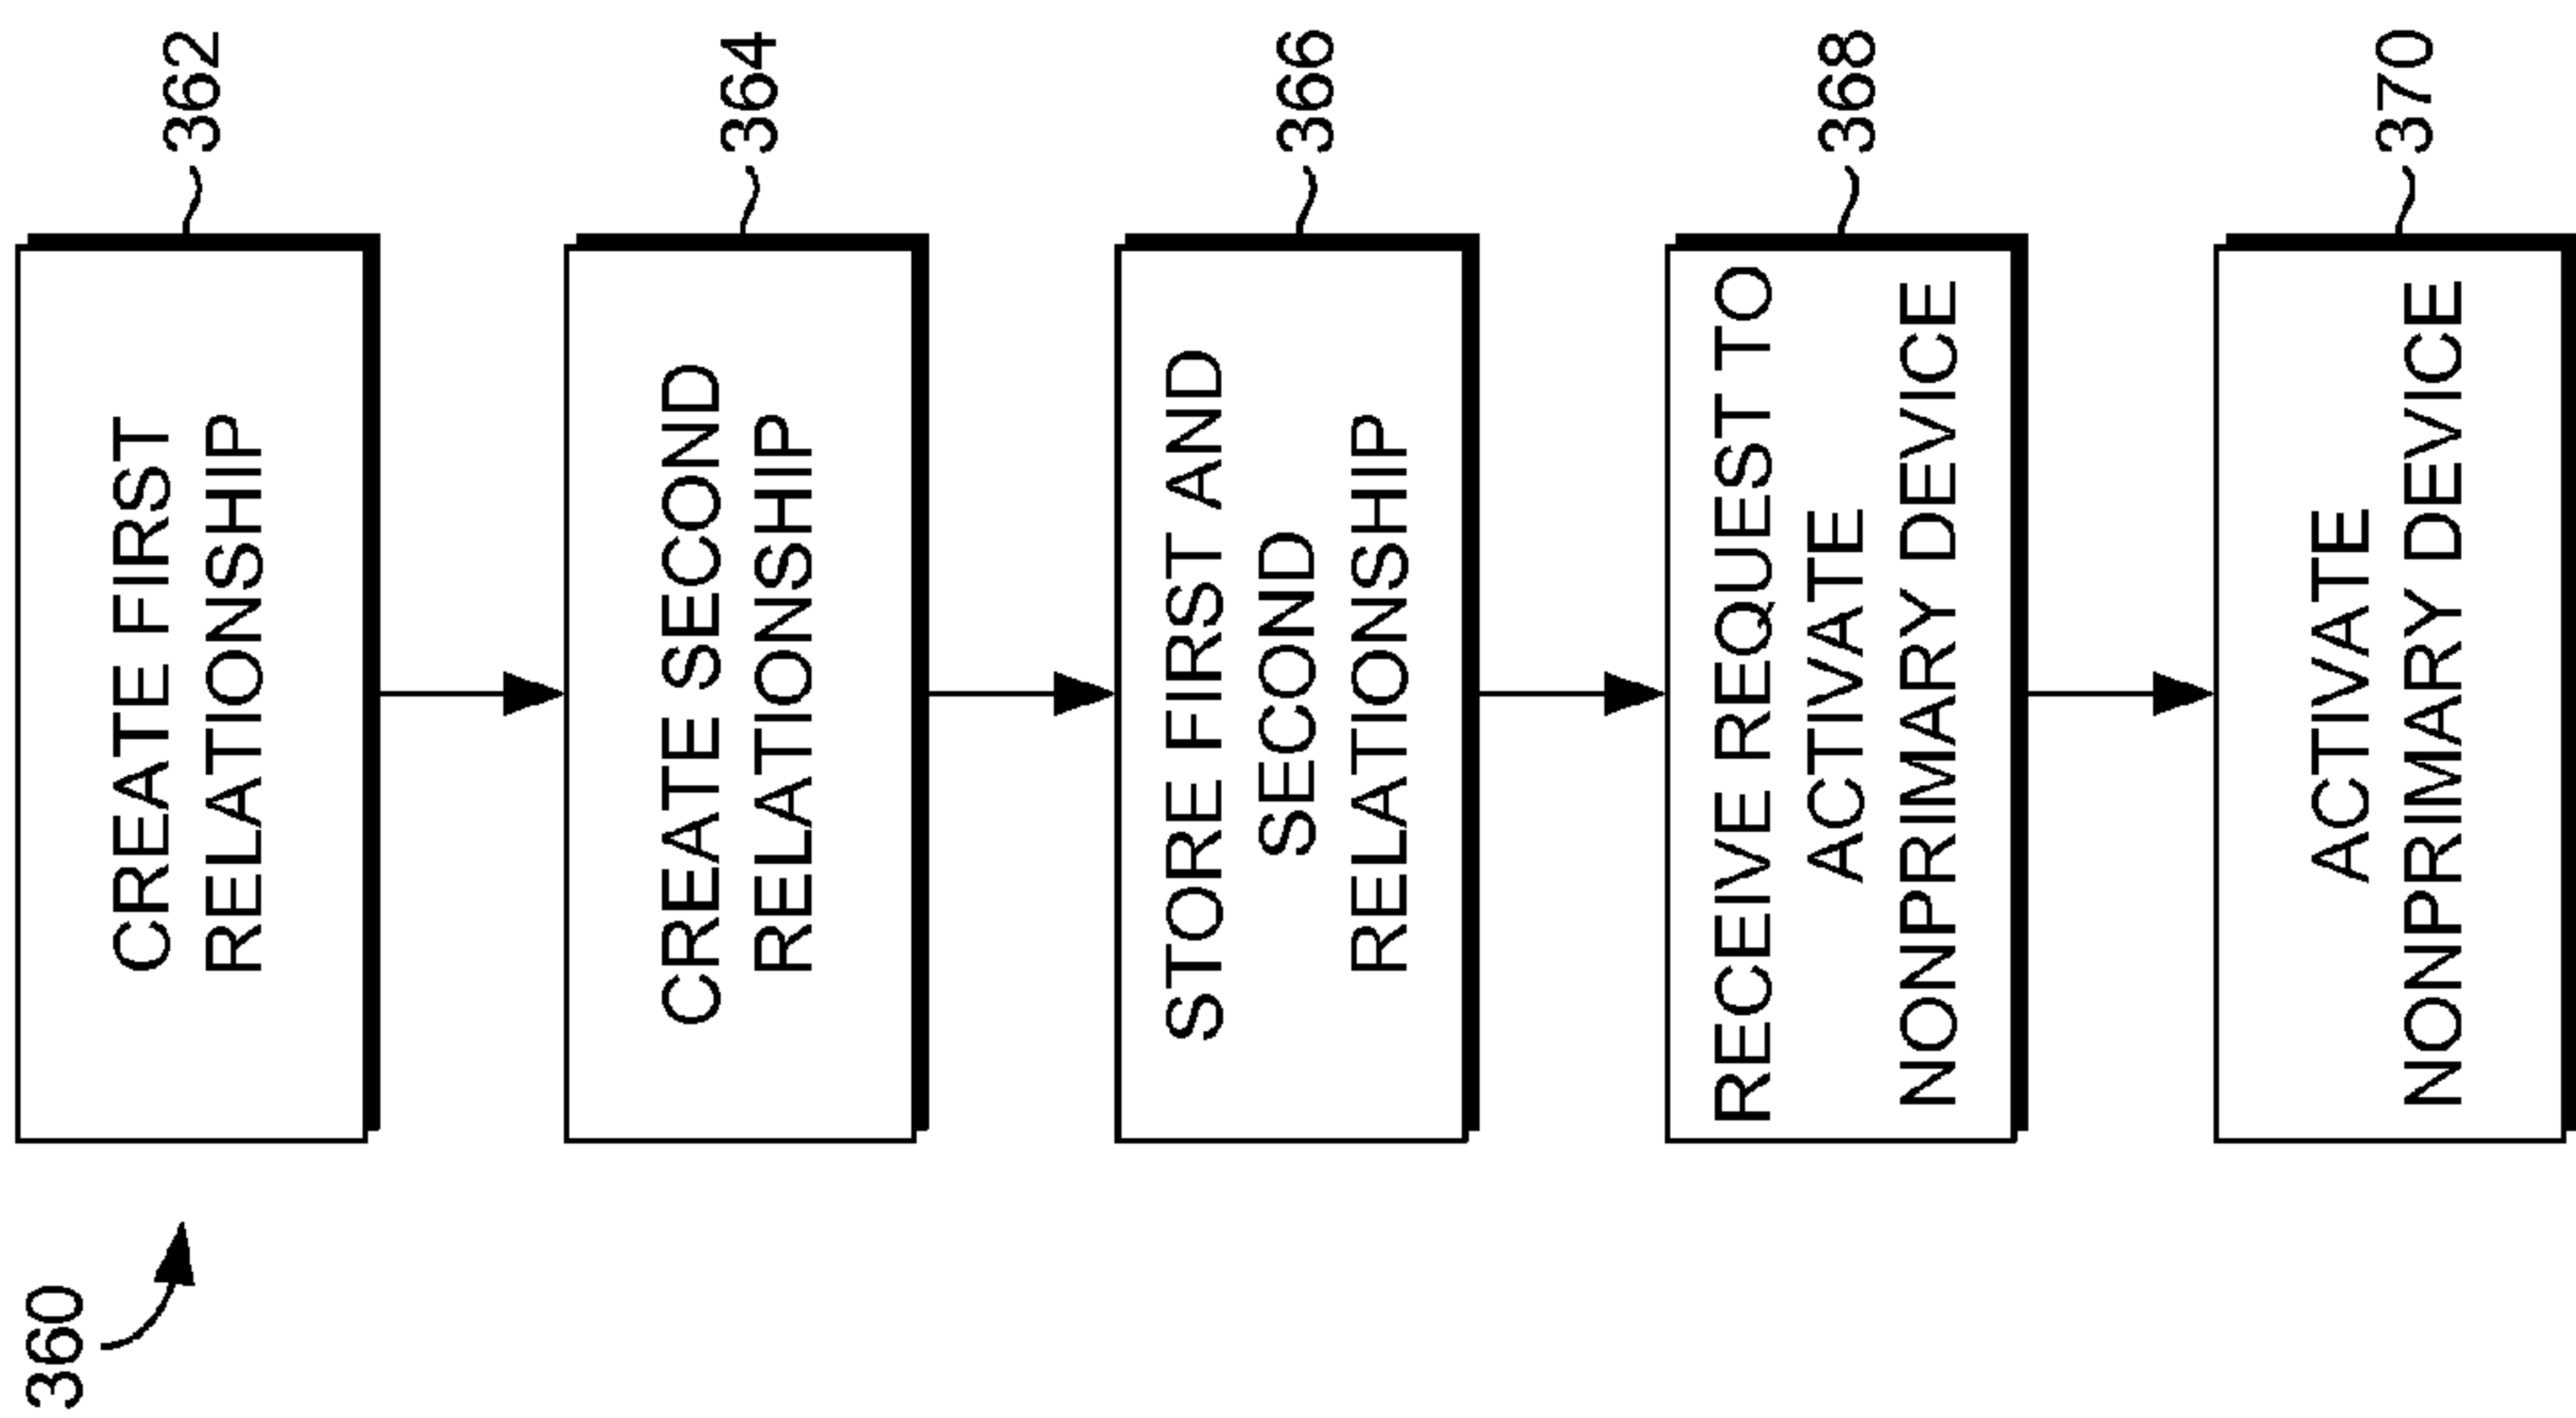 360
CREATE FIRST
RELATIONSHIP
362
CREATE SECOND
RELATIONSHIP
364
STORE FIRST AND
SECOND
RELATIONSHIP
366
RECEIVE REQUEST TO
ACTIVATE
NONPRIMARY DEVICE
368
ACTIVATE
NONPRIMARY DEVICE
370